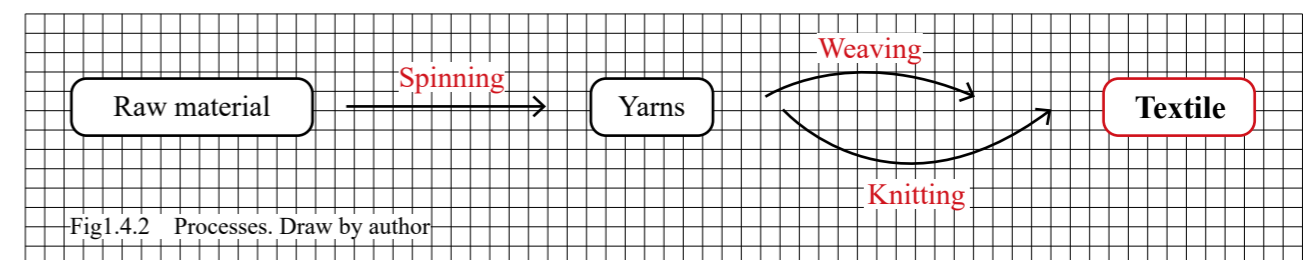 Weaving
Spinning
Raw material
Yarns
Textile
Knitting
Fig1.4.2 Processes. Draw by author